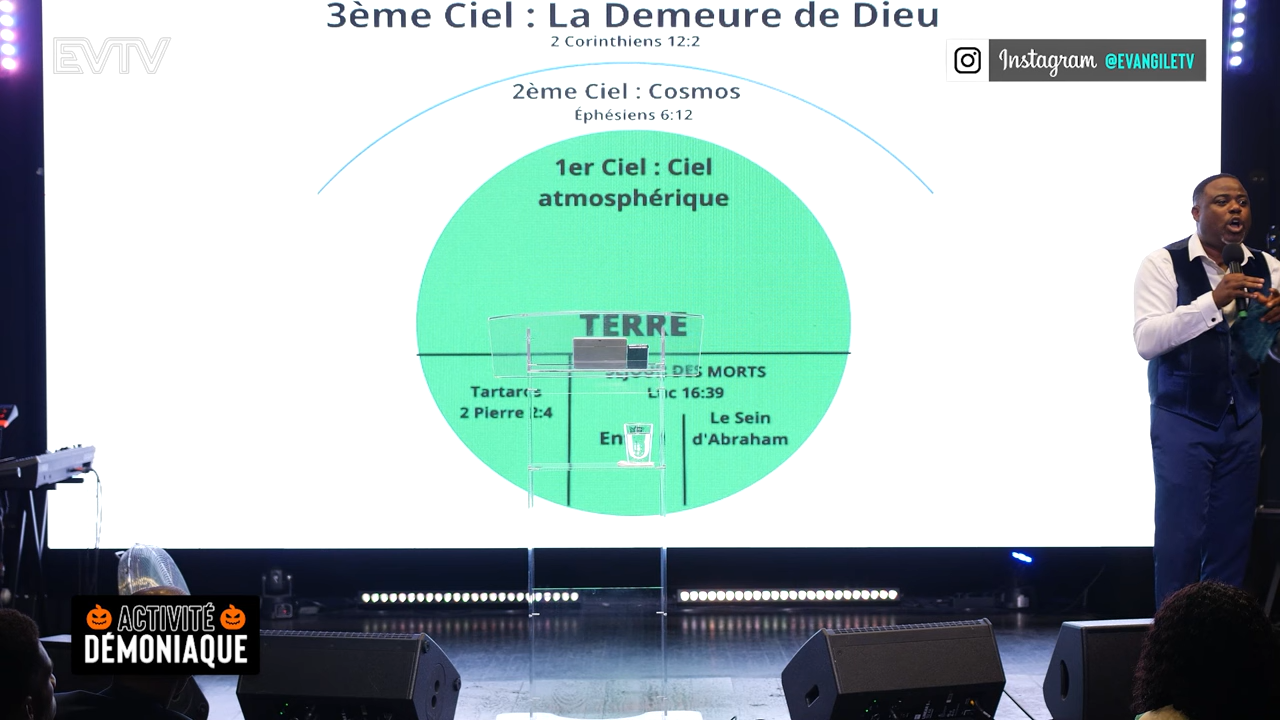 3ème Ciel : La Demeure de Dieu
2 Corinthiens 12:2
EVTV
Instagram @EVANGILETV
2ème Ciel : Cosmos
Éphésiens 6:12
1er Ciel : Ciel
atmosphérique
TERRE
SÉJOUR DES MORTS
Luc 16:39
Tartares
2 Pierre 2:4
Le Sein
d'Abraham
ACTIVITÉ
DÉMONIAQUE